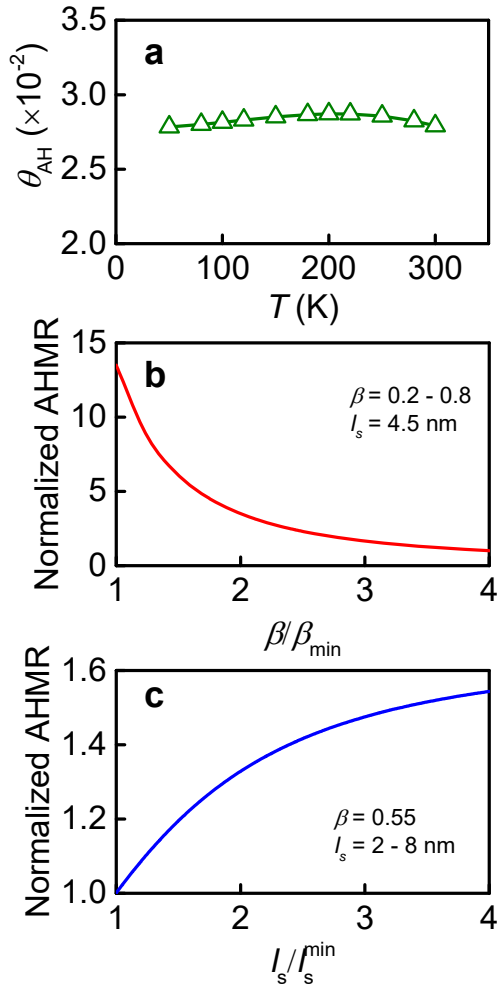 3.5
a
3.0
2.5
2.0
θAH (×10-2)
0 100 200 300
T (K)
15
b
10
5
0
Normalized AHMR
β = 0.2 - 0.8
ls = 4.5 nm
1 2 3 4
β/βmin
1.6
c
1.4
1.2
1.0
Normalized AHMR
β = 0.55
ls = 2 - 8 nm
1 2 3 4
ls/lsmin